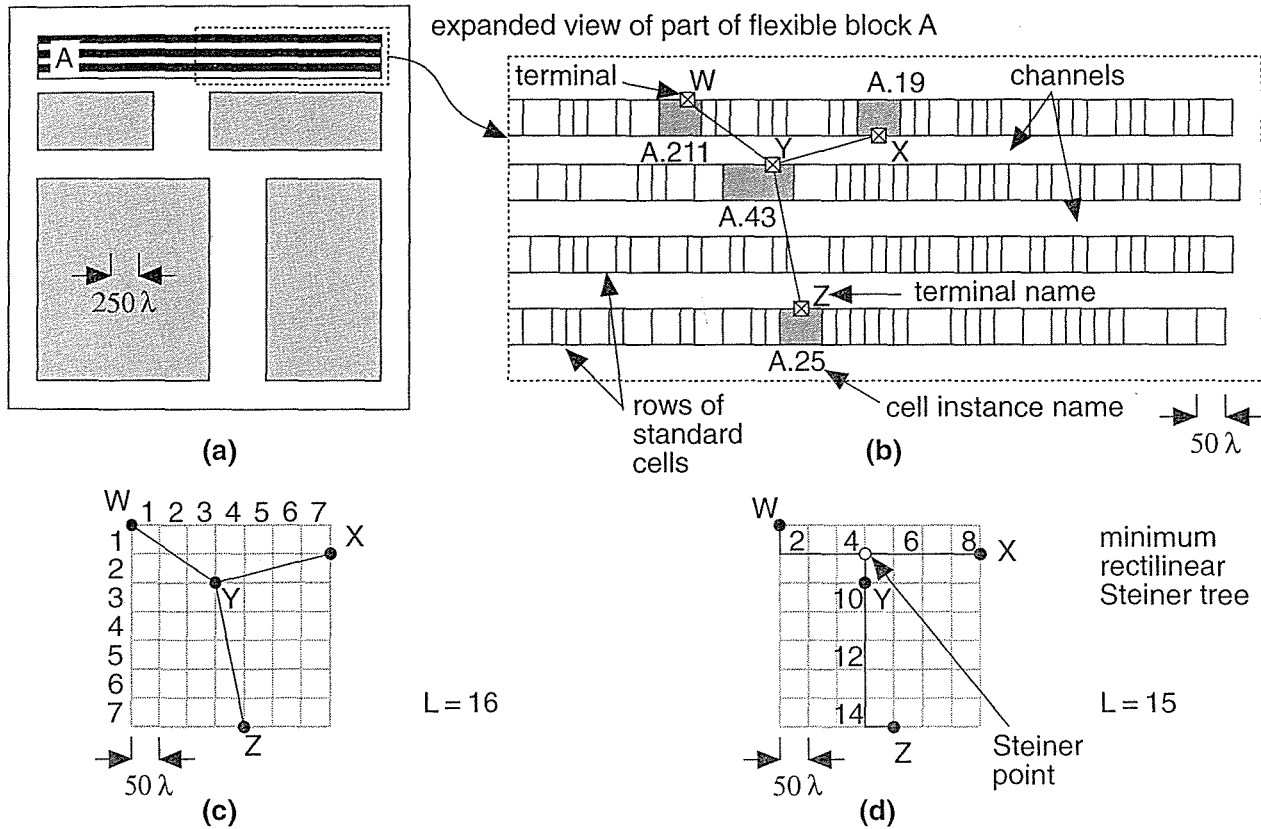 expanded view of part of flexible block A
A
terminal
W
A.19
channels
A.211
Y
X
A.43
250 λ
Z
terminal name
A.25
cell instance name
rows of
standard
cells
50 λ
(a)
(b)
W
1 2 3 4 5 6 7
X
1
2
3
Y
4
5
6
7
Z
L = 16
50 λ
(c)
W
2 4 6 8
X
10
Y
12
14
Z
minimum
rectilinear
Steiner tree
L = 15
Steiner
point
50 λ
(d)